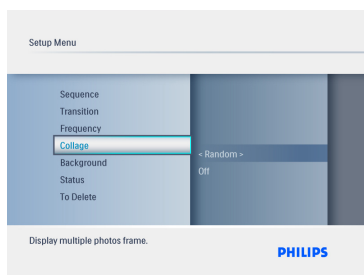 Setup Menu
Sequence
Transition
Frequency
Collage
Background
Status
To Delete
< Random >
Off
Display multiple photos frame.
PHILIPS